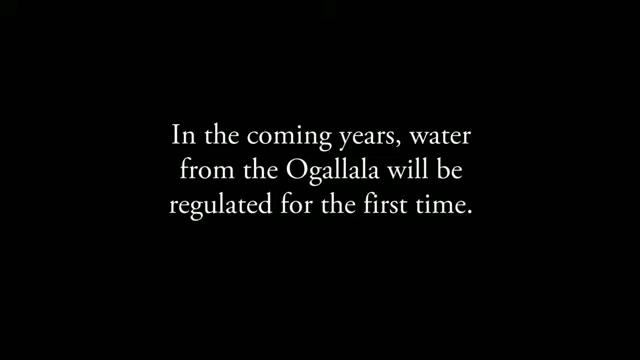 In the coming years, water
from the Ogallala will be
regulated for the first time.